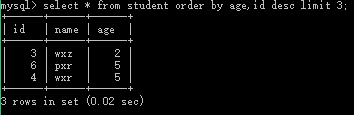 mysql> select * from student order by age,id desc limit 3;
+----+------+-----+
| id | name | age |
+----+------+-----+
| 3 | wxz | 2 |
| 6 | pxr | 5 |
| 4 | wxr | 5 |
+----+------+-----+
3 rows in set (0.02 sec)